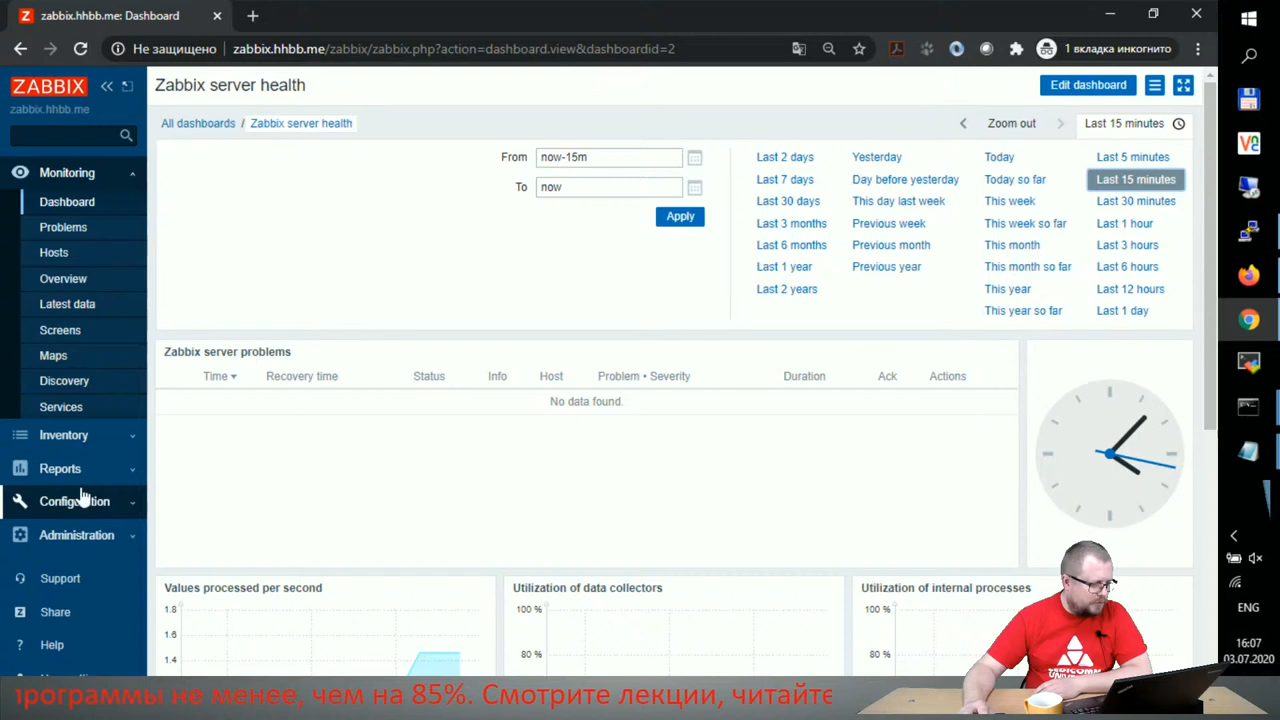 zabbix.hhbb.me: Dashboard
Не защищено zabbix.hhbb.me/zabbix/zabbix.php?action=dashboard.view&dashboardid=2 1 вкладка инкогнито
ZABBIX
zabbix.hhbb.me
Monitoring
Dashboard
Problems
Hosts
Overview
Latest data
Screens
Maps
Discovery
Services
Inventory
Reports
Configuration
Administration
Support
Share
Help
Zabbix server health
Edit dashboard
All dashboards / Zabbix server health
Zoom out Last 15 minutes
From now-15m
To now
Apply
Last 2 days Yesterday Today Last 5 minutes
Last 7 days Day before yesterday Today so far Last 15 minutes
Last 30 days This day last week This week Last 30 minutes
Last 3 months Previous week This week so far Last 1 hour
Last 6 months Previous month This month Last 3 hours
Last 1 year Previous year This month so far Last 6 hours
Last 2 years This year Last 12 hours
This year so far Last 1 day
Zabbix server problems
Time Recovery time Status Info Host Problem • Severity Duration Ack Actions
No data found.
Values processed per second
1.8
1.6
1.4
Utilization of data collectors
100 %
80 %
Utilization of internal processes
100 %
80 %
ENG
16:07
03.07.2020
программы не менее, чем на 85%. Смотрите лекции, читайте